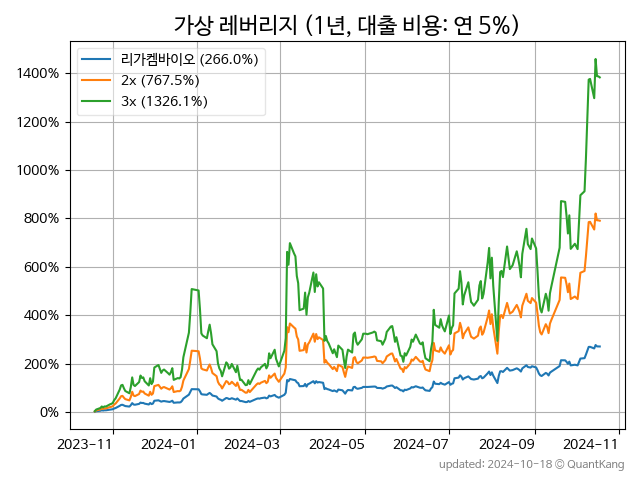 가상 레버리지 (1년, 대출 비용: 연 5%)
리가켐바이오 (266.0%)
2x (767.5%)
3x (1326.1%)
1400%
1200%
1000%
800%
600%
400%
200%
0%
2023-11 2024-01 2024-03 2024-05 2024-07 2024-09 2024-11
updated: 2024-10-18 © QuantKang